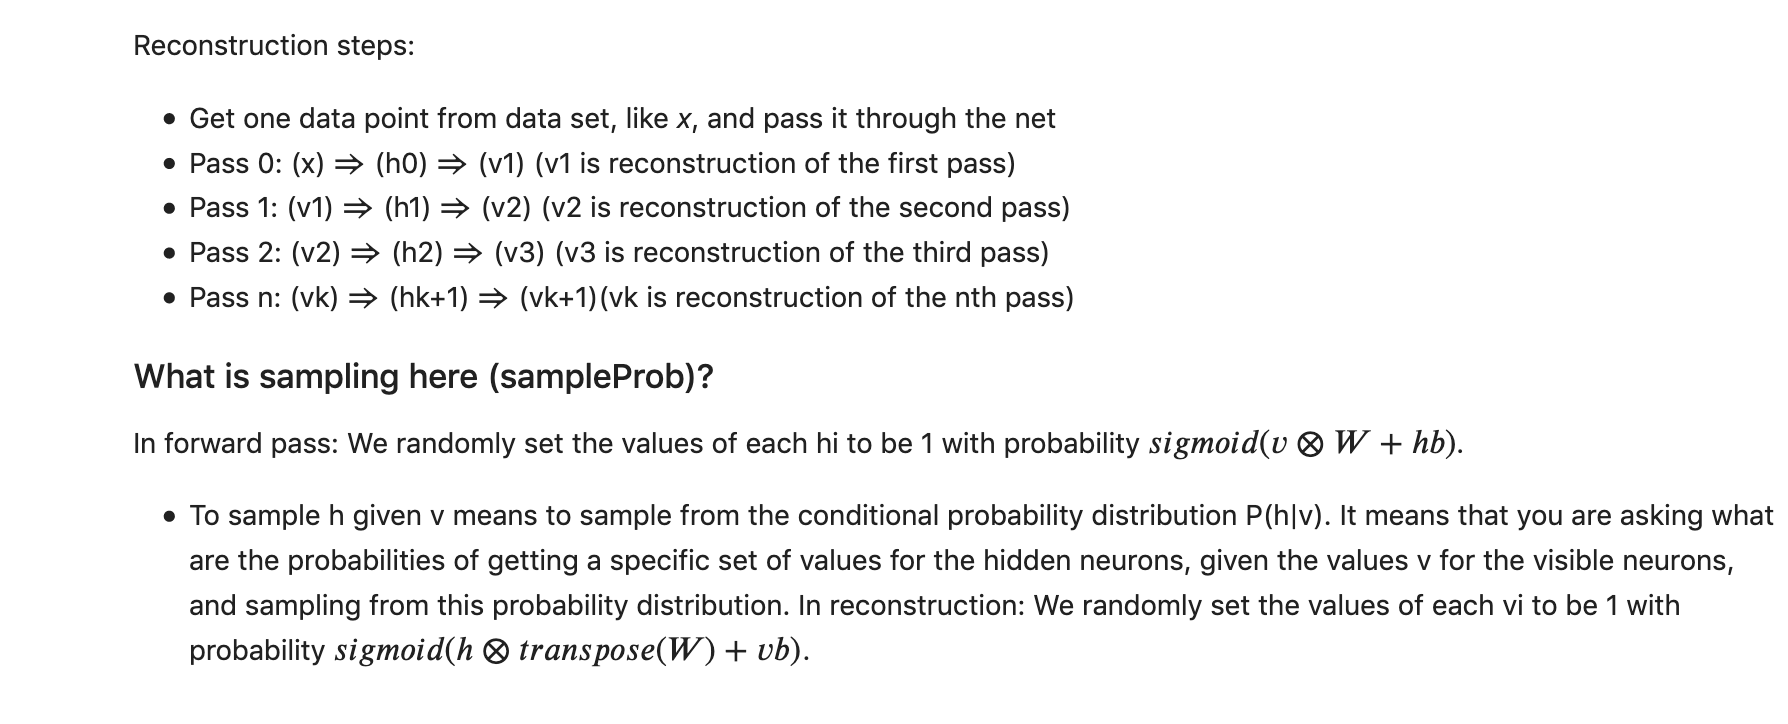 Reconstruction steps:
• Get one data point from data set, like x, and pass it through the net
• Pass 0: (x) ⇒ (h0) ⇒ (v1) (v1 is reconstruction of the first pass)
• Pass 1: (v1) ⇒ (h1) ⇒ (v2) (v2 is reconstruction of the second pass)
• Pass 2: (v2) ⇒ (h2) ⇒ (v3) (v3 is reconstruction of the third pass)
• Pass n: (vk) ⇒ (hk+1) ⇒ (vk+1)(vk is reconstruction of the nth pass)
What is sampling here (sampleProb)?
In forward pass: We randomly set the values of each hi to be 1 with probability sigmoid(v ⊗ W + hb).
• To sample h given v means to sample from the conditional probability distribution P(h|v). It means that you are asking what
are the probabilities of getting a specific set of values for the hidden neurons, given the values v for the visible neurons,
and sampling from this probability distribution. In reconstruction: We randomly set the values of each vi to be 1 with
probability sigmoid(h ⊗ transpose(W) + vb).